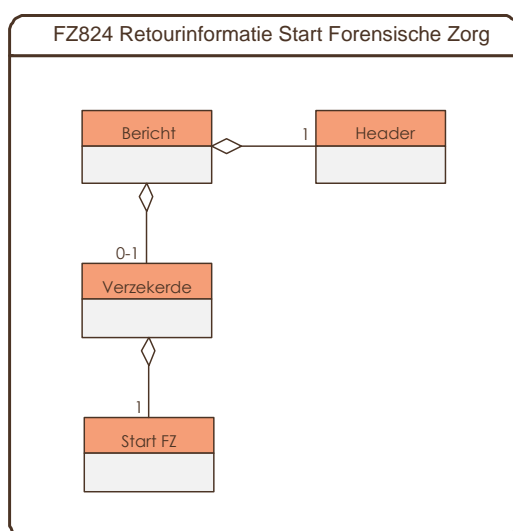 FZ824 Retourinformatie Start Forensische Zorg
Bericht
1
Header
0-1
Verzekerde
1
Start FZ